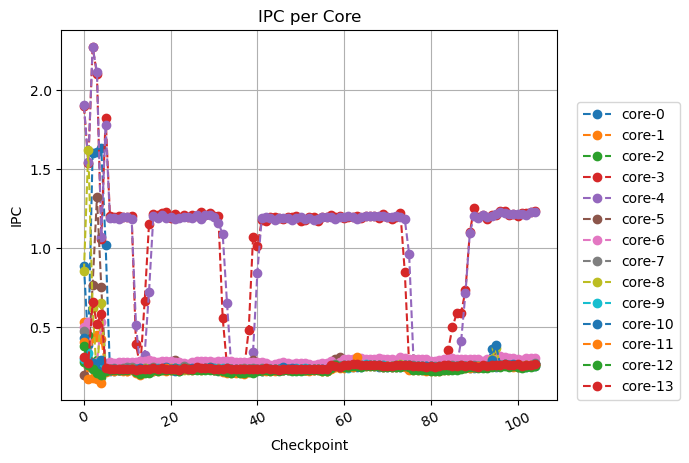 IPC per Core
IPC
2.0
1.5
1.0
0.5
0
20
40
60
80
100
Checkpoint
core-0
core-1
core-2
core-3
core-4
core-5
core-6
core-7
core-8
core-9
core-10
core-11
core-12
core-13